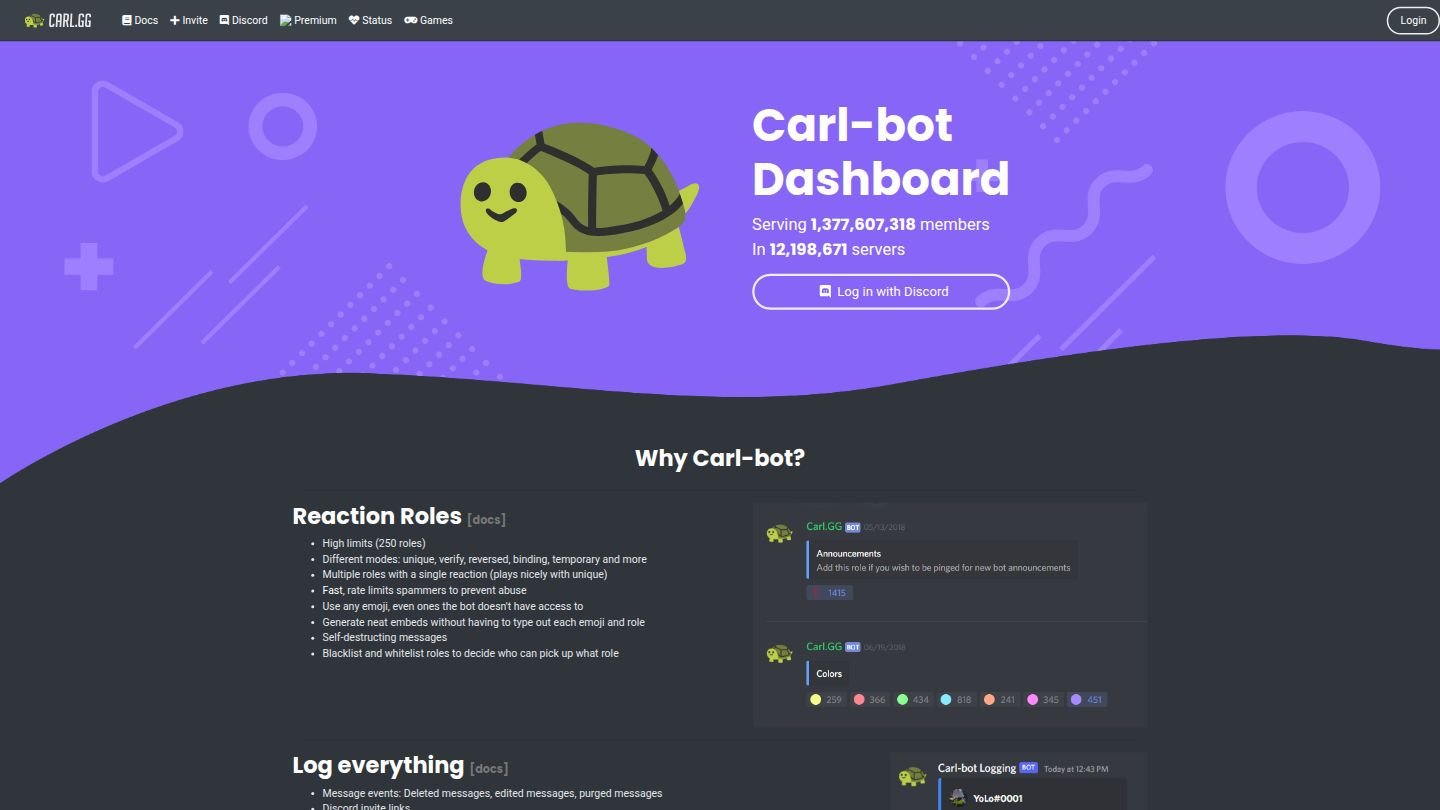 CARL.GG
Docs
Invite
Discord
Premium
Status
Games
Login
Carl-bot
Dashboard
Serving 1,377,607,318 members
In 12,198,671 servers
Log in with Discord
Why Carl-bot?
Reaction Roles [docs]
High limits (250 roles)
Different modes: unique, verify, reversed, binding, temporary and more
Multiple roles with a single reaction (plays nicely with unique)
Fast, rate limits spammers to prevent abuse
Use any emoji, even ones the bot doesn't have access to
Generate neat embeds without having to type out each emoji and role
Self-destructing messages
Blacklist and whitelist roles to decide who can pick up what role
Carl.GG BOT 05/13/2018
Announcements
Add this role if you wish to be pinged for new bot announcements
1415
Carl.GG BOT 06/19/2018
Colors
259 366 434 818 241 345 451
Log everything [docs]
Message events: Deleted messages, edited messages, purged messages
Discord invite links
Carl-bot Logging BOT Today at 12:43 PM
YoLo#0001